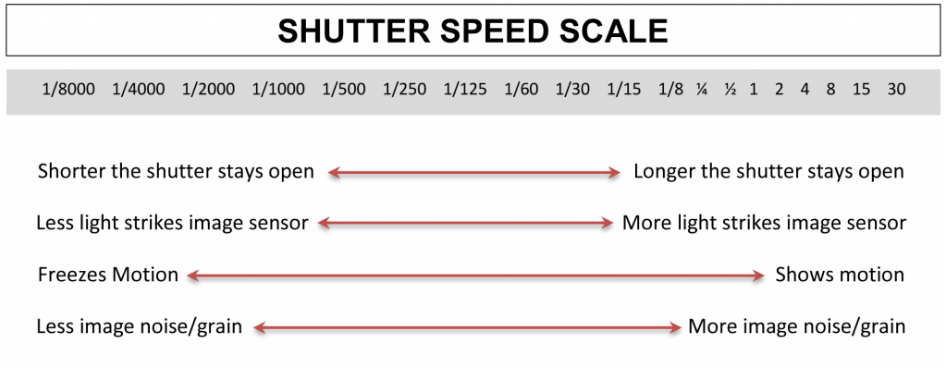 SHUTTER SPEED SCALE
1/8000 1/4000 1/2000 1/1000 1/500 1/250 1/125 1/60 1/30 1/15 1/8 ¼ ½ 1 2 4 8 15 30
Shorter the shutter stays open Longer the shutter stays open
Less light strikes image sensor More light strikes image sensor
Freezes Motion Shows motion
Less image noise/grain More image noise/grain